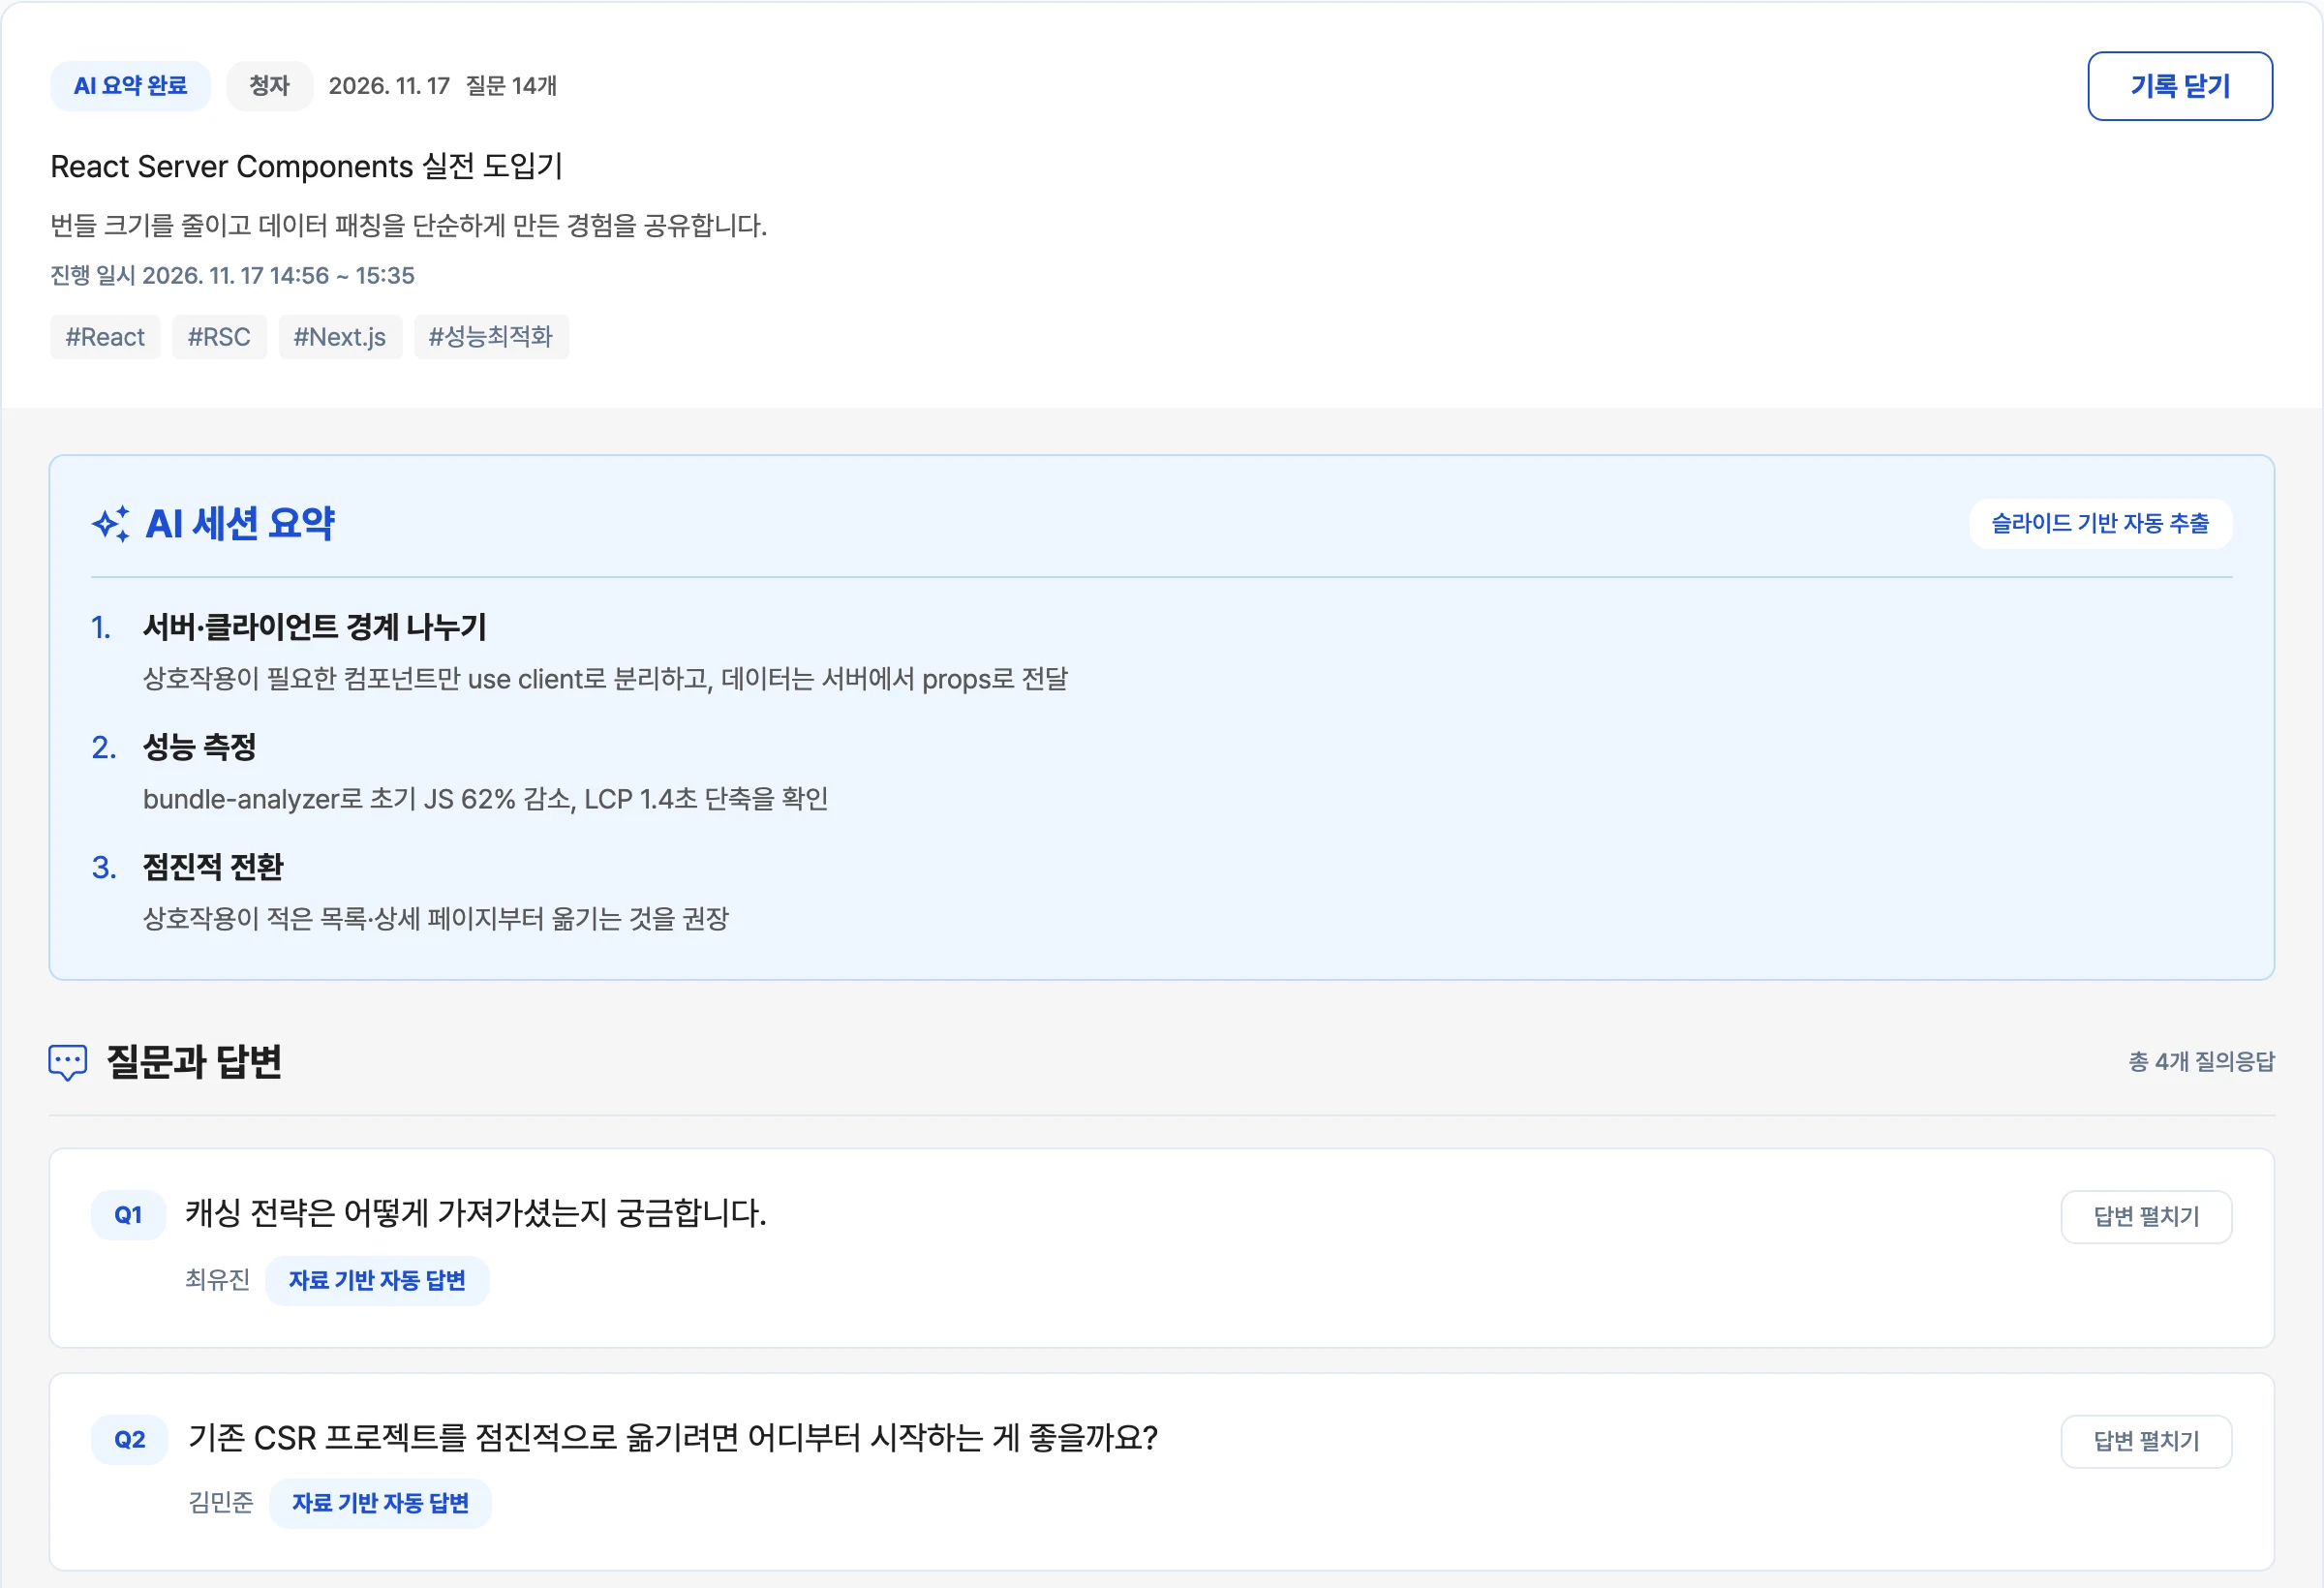 AI 요약 완료 청자 2026. 11. 17 질문 14개
기록 닫기
React Server Components 실전 도입기
번들 크기를 줄이고 데이터 패칭을 단순하게 만든 경험을 공유합니다.
진행 일시 2026. 11. 17 14:56 ~ 15:35
#React #RSC #Next.js #성능최적화
AI 세션 요약
슬라이드 기반 자동 추출
1. 서버·클라이언트 경계 나누기
상호작용이 필요한 컴포넌트만 use client로 분리하고, 데이터는 서버에서 props로 전달
2. 성능 측정
bundle-analyzer로 초기 JS 62% 감소, LCP 1.4초 단축을 확인
3. 점진적 전환
상호작용이 적은 목록·상세 페이지부터 옮기는 것을 권장
질문과 답변
총 4개 질의응답
Q1 캐싱 전략은 어떻게 가져가셨는지 궁금합니다.
답변 펼치기
최유진 자료 기반 자동 답변
Q2 기존 CSR 프로젝트를 점진적으로 옮기려면 어디부터 시작하는 게 좋을까요?
답변 펼치기
김민준 자료 기반 자동 답변